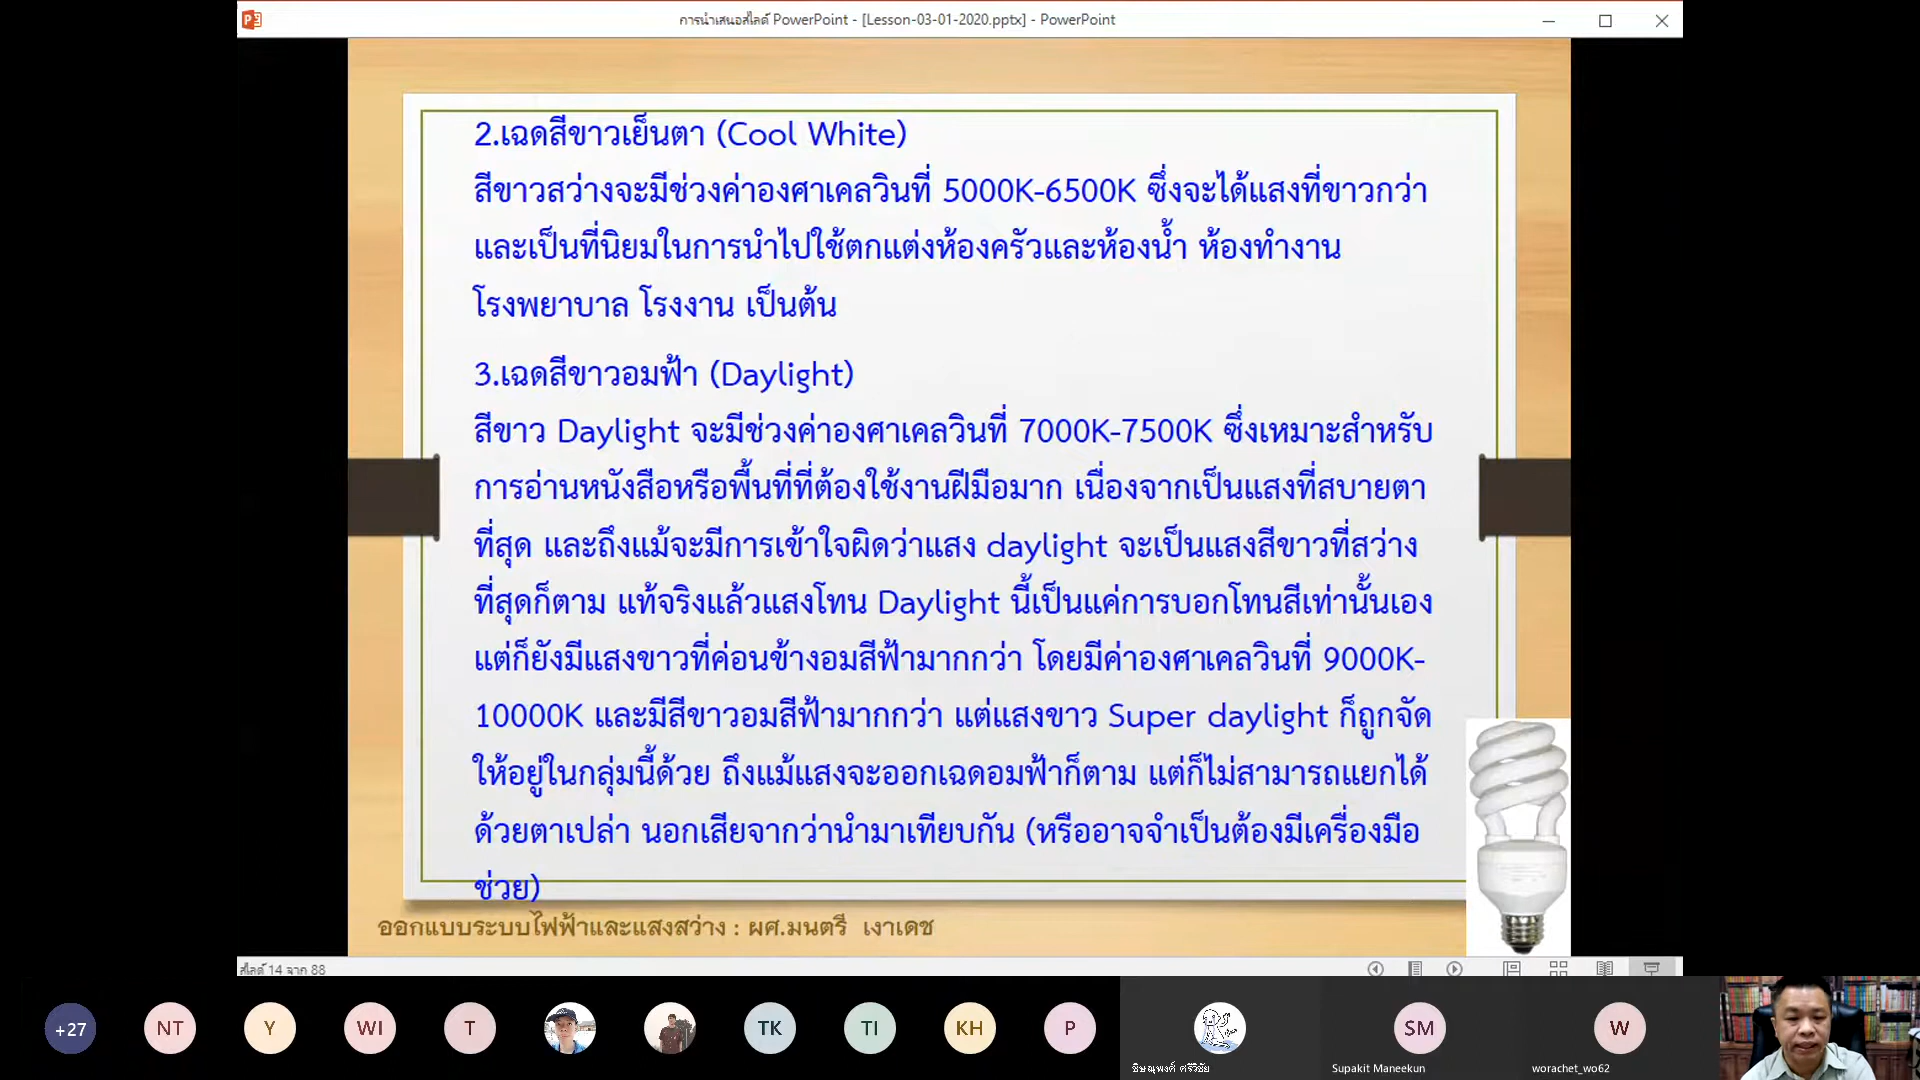 การนำเสนอสไลด์ PowerPoint - [Lesson-03-01-2020.pptx] - PowerPoint
2.เฉดสีขาวเย็นตา (Cool White)
สีขาวสว่างจะมีช่วงค่าองศาเคลวินที่ 5000K-6500K ซึ่งจะได้แสงที่ขาวกว่า
และเป็นที่นิยมในการนำไปใช้ตกแต่งห้องครัวและห้องน้ำ ห้องทำงาน
โรงพยาบาล โรงงาน เป็นต้น
3.เฉดสีขาวอมฟ้า (Daylight)
สีขาว Daylight จะมีช่วงค่าองศาเคลวินที่ 7000K-7500K ซึ่งเหมาะสำหรับ
การอ่านหนังสือหรือพื้นที่ที่ต้องใช้งานฝีมือมาก เนื่องจากเป็นแสงที่สบายตา
ที่สุด และถึงแม้จะมีการเข้าใจผิดว่าแสง daylight จะเป็นแสงสีขาวที่สว่าง
ที่สุดก็ตาม แท้จริงแล้วแสงโทน Daylight นี้เป็นแค่การบอกโทนสีเท่านั้นเอง
แต่ก็ยังมีแสงขาวที่ค่อนข้างอมสีฟ้ามากกว่า โดยมีค่าองศาเคลวินที่ 9000K-
10000K และมีสีขาวอมสีฟ้ามากกว่า แต่แสงขาว Super daylight ก็ถูกจัด
ให้อยู่ในกลุ่มนี้ด้วย ถึงแม้แสงจะออกเฉดอมฟ้าก็ตาม แต่ก็ไม่สามารถแยกได้
ด้วยตาเปล่า นอกเสียจากว่านำมาเทียบกัน (หรืออาจจำเป็นต้องมีเครื่องมือ
ช่วย)
ออกแบบระบบไฟฟ้าและแสงสว่าง : ผศ.มนตรี เงาเดช
สไลด์ 14 จาก 88
+27 NT Y WI T TK TI KH P SM W
ชิษณุพงศ์ ศรีวิชัย Supakit Maneekun worachet_wo62